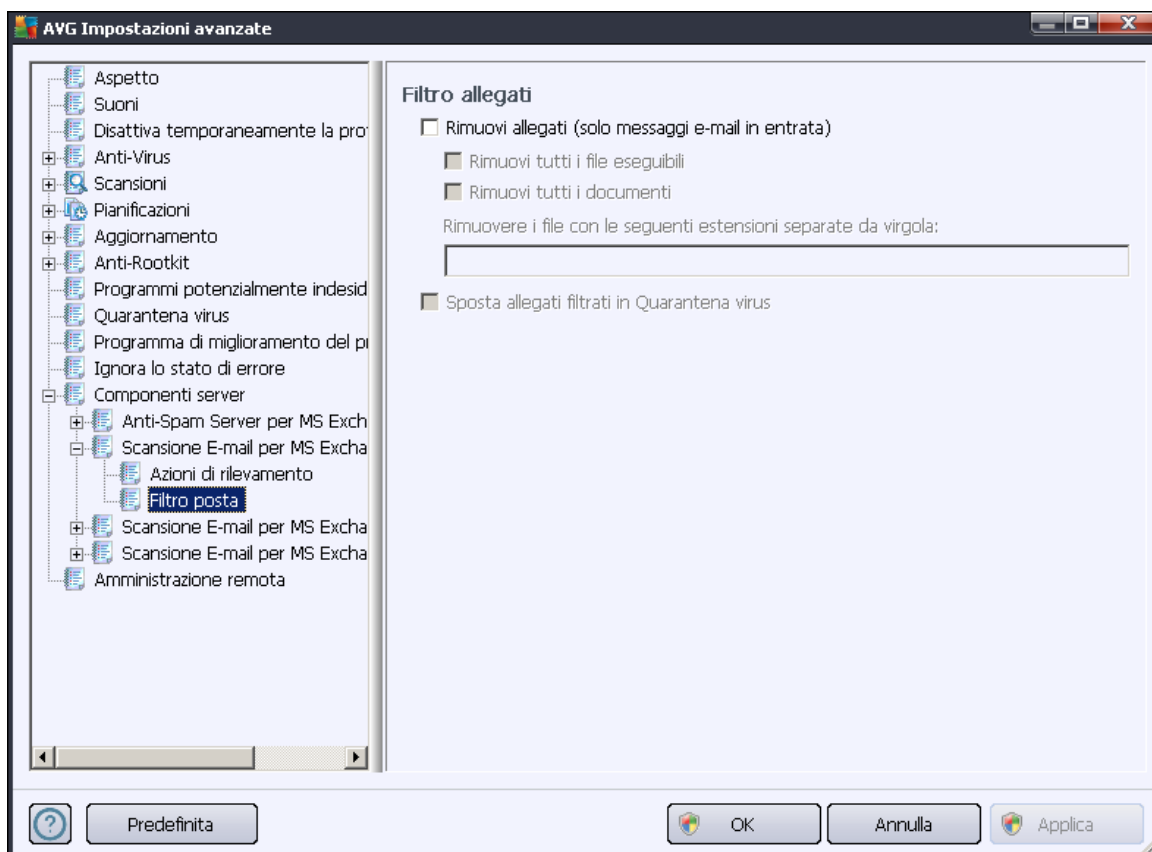 AVG Impostazioni avanzate
Aspetto
Suoni
Disattiva temporaneamente la pro
Anti-Virus
Scansioni
Pianificazioni
Aggiornamento
Anti-Rootkit
Programmi potenzialmente indesid
Quarantena virus
Programma di miglioramento del p
Ignora lo stato di errore
Componenti server
Anti-Spam Server per MS Exch
Scansione E-mail per MS Excha
Azioni di rilevamento
Filtro posta
Scansione E-mail per MS Excha
Scansione E-mail per MS Excha
Amministrazione remota
Filtro allegati
Rimuovi allegati (solo messaggi e-mail in entrata)
Rimuovi tutti i file eseguibili
Rimuovi tutti i documenti
Rimuovere i file con le seguenti estensioni separate da virgola:
Sposta allegati filtrati in Quarantena virus
Predefinita
OK
Annulla
Applica